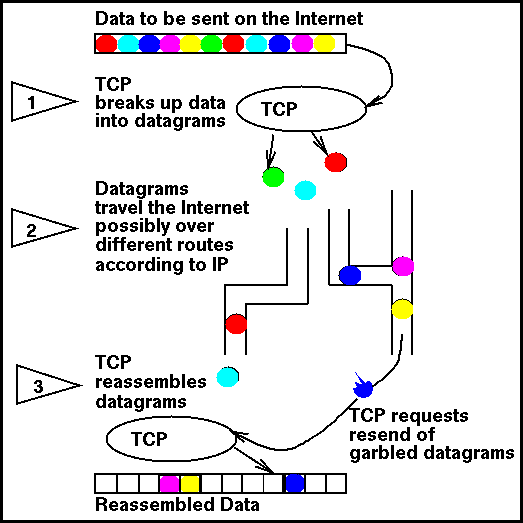 Data to be sent on the Internet
1
TCP
breaks up data
into datagrams
TCP
2
Datagrams
travel the Internet
possibly over
different routes
according to IP
3
TCP
reassembles
datagrams
TCP requests
resend of
garbled datagrams
TCP
Reassembled Data